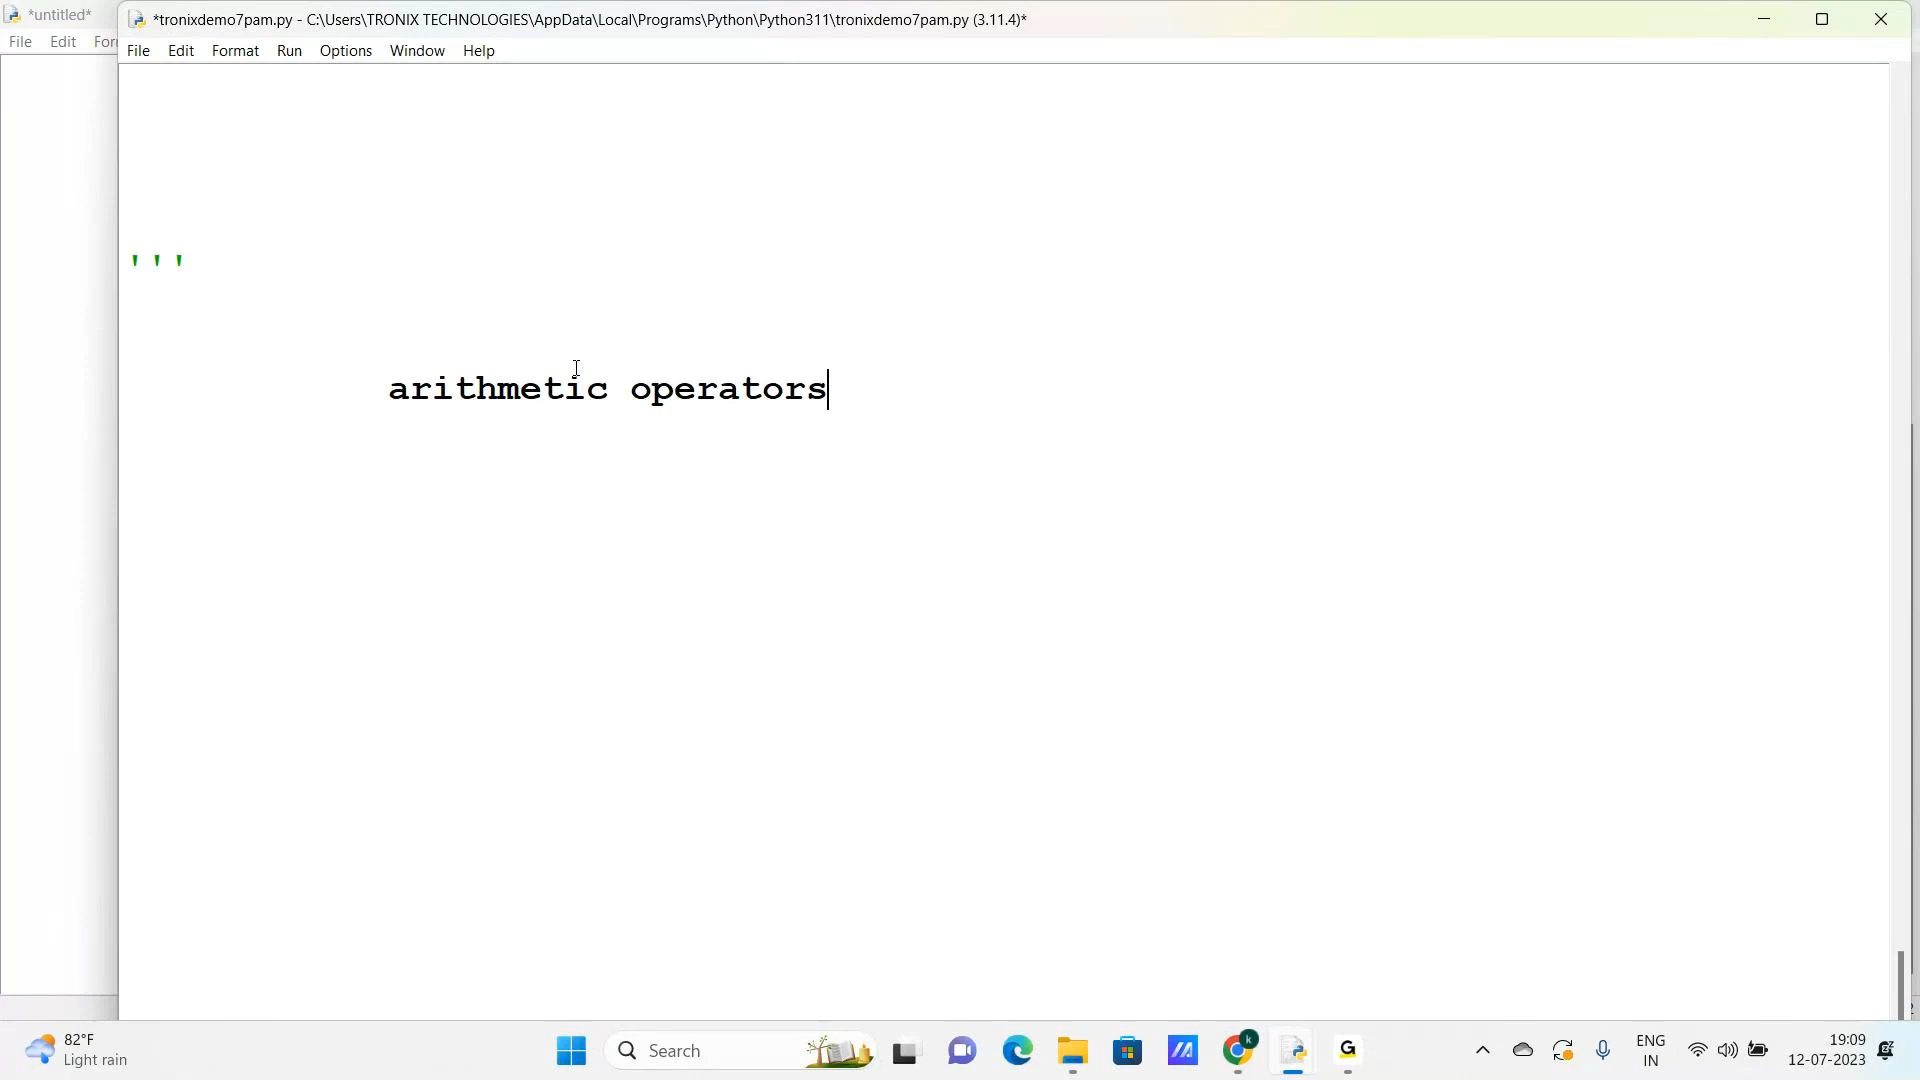 *untitled*
*tronixdemo7pam.py - C:\Users\TRONIX TECHNOLOGIES\AppData\Local\Programs\Python\Python311\tronixdemo7pam.py (3.11.4)*
File Edit
File Edit Format Run Options Window Help
'''
arithmetic operators
82°F
Light rain
Search
k
G
ENG
IN
19:09
12-07-2023